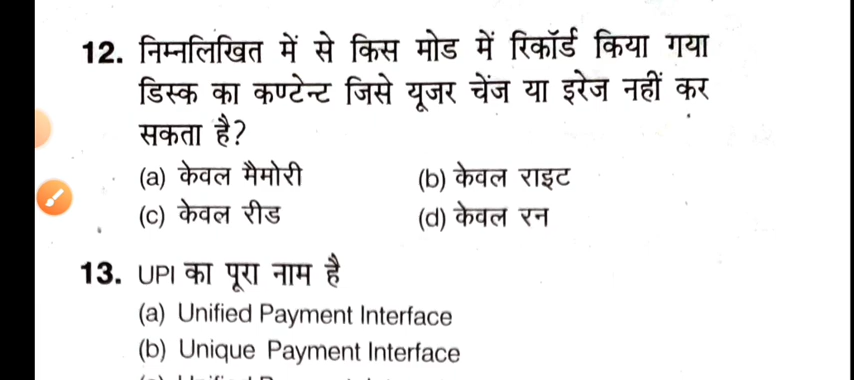 12. निम्नलिखित में से किस मोड में रिकॉर्ड किया गया
डिस्क का कण्टेन्ट जिसे यूजर चेंज या इरेज नहीं कर
सकता है?
(a) केवल मैमोरी (b) केवल राइट
(c) केवल रीड (d) केवल रन
13. UPI का पूरा नाम है
(a) Unified Payment Interface
(b) Unique Payment Interface